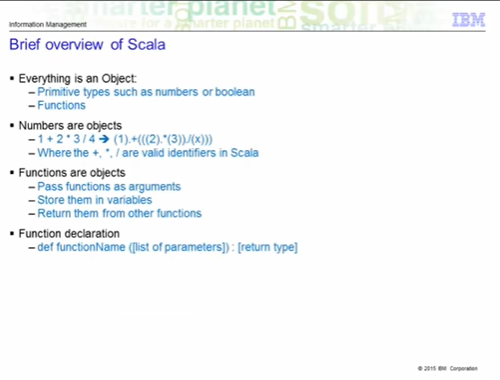 Information Management
IBM
Brief overview of Scala
▪ Everything is an Object:
– Primitive types such as numbers or boolean
– Functions
▪ Numbers are objects
– 1 + 2 * 3 / 4 ➔ (1).+(((2).*(3))./(x)))
– Where the +, *, / are valid identifiers in Scala
▪ Functions are objects
– Pass functions as arguments
– Store them in variables
– Return them from other functions
▪ Function declaration
– def functionName ([list of parameters]) : [return type]
© 2015 IBM Corporation